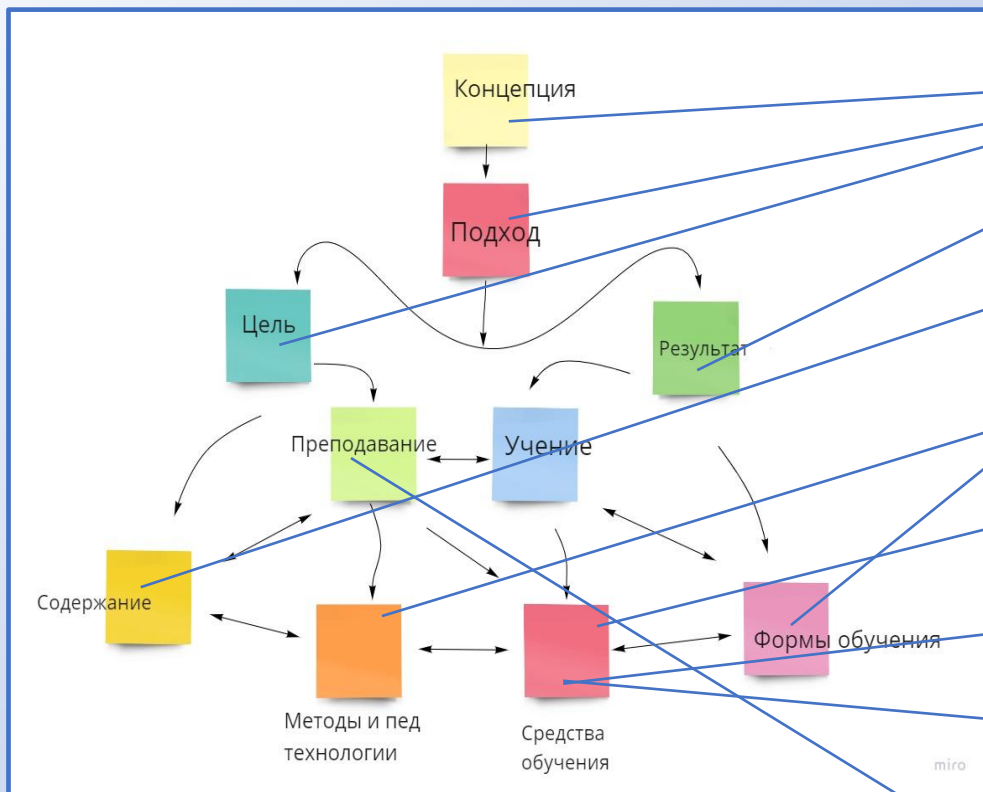 Концепция
Подход
Цель
Результат
Преподавание
Учение
Содержание
Формы обучения
Методы и пед
технологии
Средства
обучения
miro